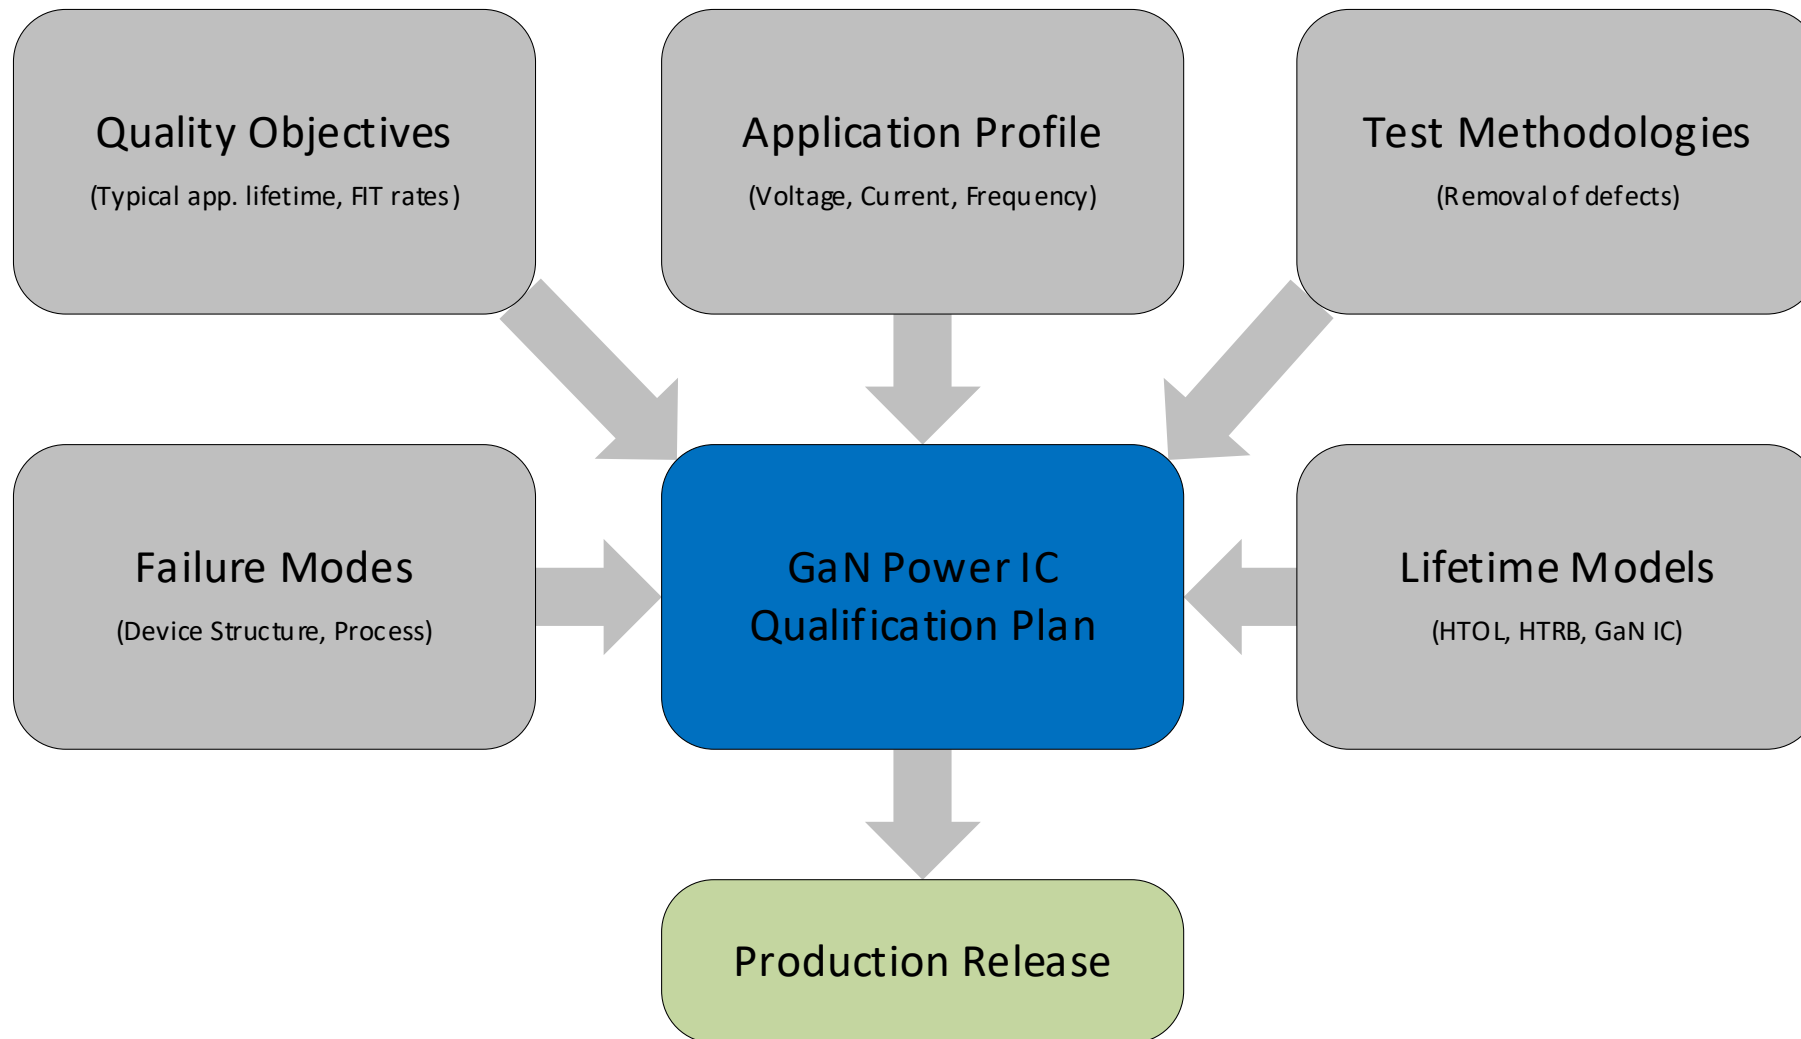 Quality Objectives
(Typical app. lifetime, FIT rates)
Application Profile
(Voltage, Current, Frequency)
Test Methodologies
(Removal of defects)
Failure Modes
(Device Structure, Process)
GaN Power IC
Qualification Plan
Lifetime Models
(HTOL, HTRB, GaN IC)
Production Release